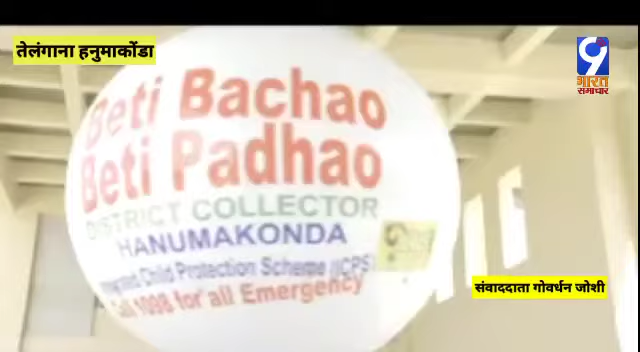 तेलंगाना हनुमाकोंडा
9
भारत
समाचार
Beti Bachao
Beti Padhao
DISTRICT COLLECTOR
HANUMAKONDA
Child Protection Scheme (ICPS)
Call 1098 for all Emergency
संवाददाता गोवर्धन जोशी